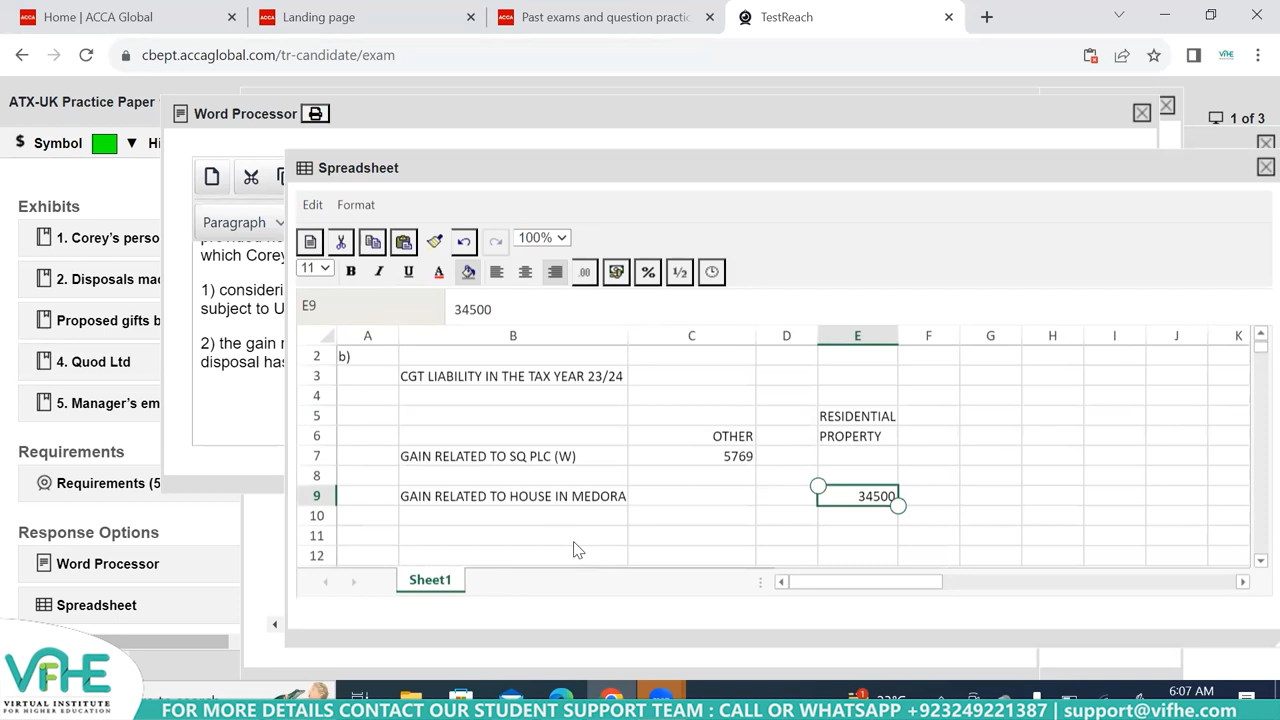 Home | ACCA Global
Landing page
Past exams and question practic
TestReach
cbept.accaglobal.com/tr-candidate/exam
ATX-UK Practice Paper
1 of 3
Word Processor
$ Symbol
Hi
Spreadsheet
Edit Format
Exhibits
Paragraph
100%
1. Corey's perso
which Corey
11 B I U A .00 % 1/2
2. Disposals mad
1) consideri
subject to U
E9 34500
Proposed gifts b
A B C D E F G H I J K
4. Quod Ltd
2) the gain r
disposal has
2 b)
3 CGT LIABILITY IN THE TAX YEAR 23/24
5. Manager's em
4
5 RESIDENTIAL
Requirements
6 OTHER PROPERTY
7 GAIN RELATED TO SQ PLC (W) 5769
Requirements (5
8
9 GAIN RELATED TO HOUSE IN MEDORA 34500
10
Response Options
11
12
Word Processor
Sheet1
Spreadsheet
VIFHE
VIRTUAL INSTITUTE
FOR HIGHER EDUCATION
6:07 AM
FOR MORE DETAILS CONTACT OUR STUDENT SUPPORT TEAM : CALL OR WHATSAPP +923249221387 | support@vifhe.com